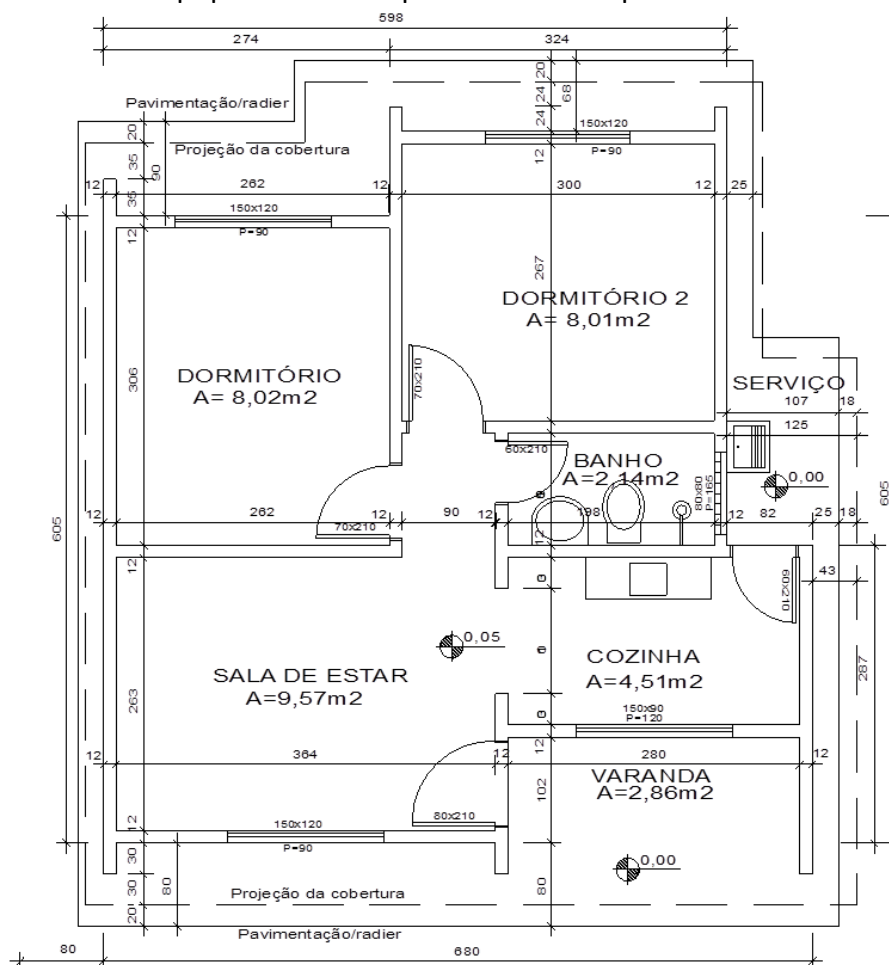 598
274 324
Pavimentação/radier
20 24 24 68
150x120
P=90
Projeção da cobertura
20 35 35 90
12 262 12 300 12 25
150x120
P=90
12
12
267
DORMITÓRIO 2
A= 8,01m2
306
DORMITÓRIO
A= 8,02m2
70x210
SERVIÇO
107 18
125
60x210
BANHO
A=2,14m2
80x80
P=165
0,00
605
605
12 262 12 90 12 198 12 82 25 18
70x210
12
12
60x210
43
0,05
COZINHA
A=4,51m2
SALA DE ESTAR
A=9,57m2
287
263
150x90
P=120
12 364 12 280 12
12
102
VARANDA
A=2,86m2
80x210
150x120
P=90
12
30
30
20
80
80
0,00
Projeção da cobertura
Pavimentação/radier
80 680